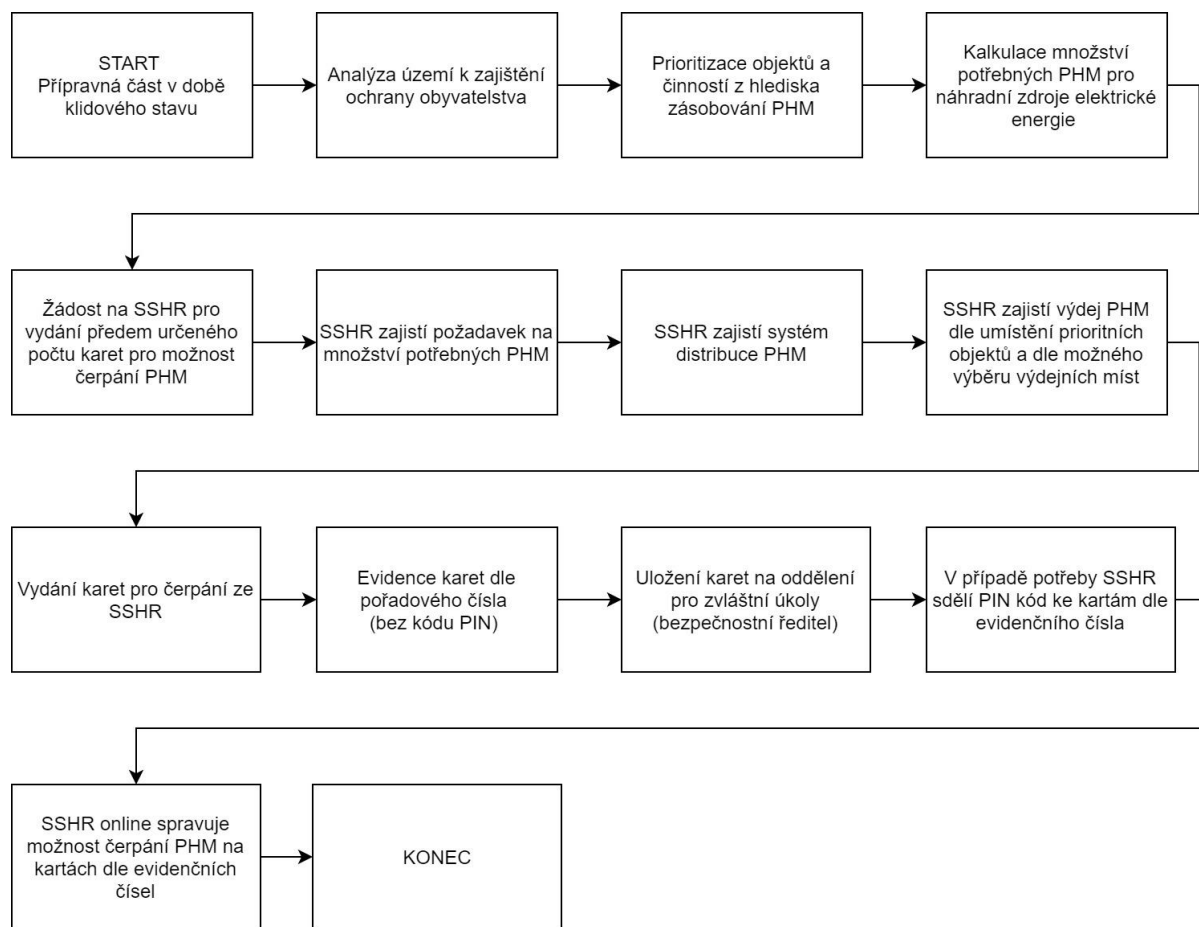 START
Přípravná část v době
klidového stavu
Analýza území k zajištění
ochrany obyvatelstva
Prioritizace objektů a
činností z hlediska
zásobování PHM
Kalkulace množství
potřebných PHM pro
náhradní zdroje elektrické
energie
Žádost na SSHR pro
vydání předem určeného
počtu karet pro možnost
čerpání PHM
SSHR zajistí požadavek na
množství potřebných PHM
SSHR zajistí systém
distribuce PHM
SSHR zajistí výdej PHM
dle umístění prioritních
objektů a dle možného
výběru výdejních míst
Vydání karet pro čerpání ze
SSHR
Evidence karet dle
pořadového čísla
(bez kódu PIN)
Uložení karet na oddělení
pro zvláštní úkoly
(bezpečnostní ředitel)
V případě potřeby SSHR
sdělí PIN kód ke kartám dle
evidenčního čísla
SSHR online spravuje
možnost čerpání PHM na
kartách dle evidenčních
čísel
KONEC